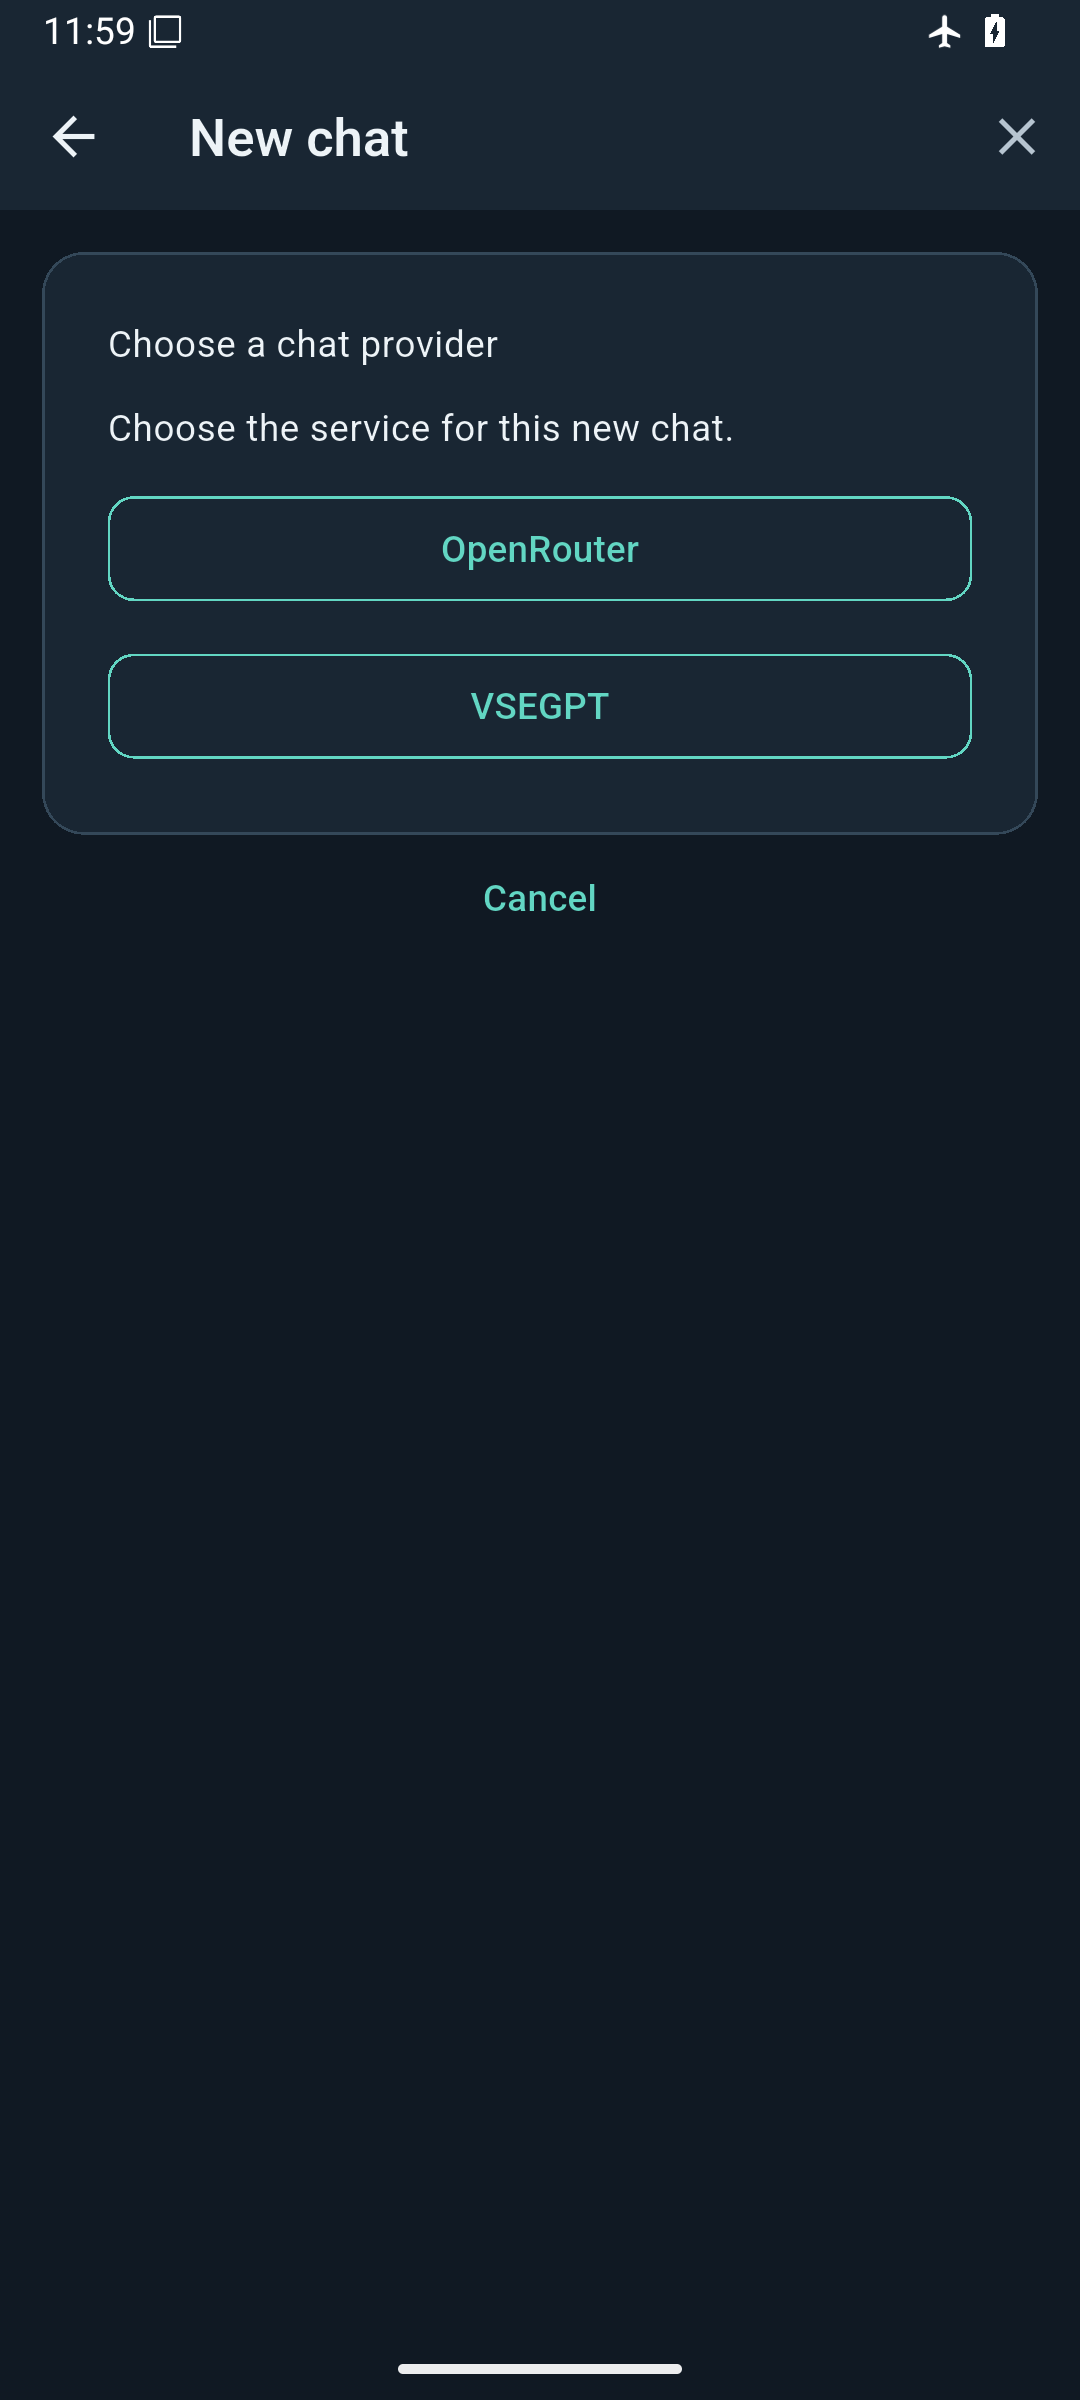 11:59
New chat
Choose a chat provider
Choose the service for this new chat.
OpenRouter
VSEGPT
Cancel